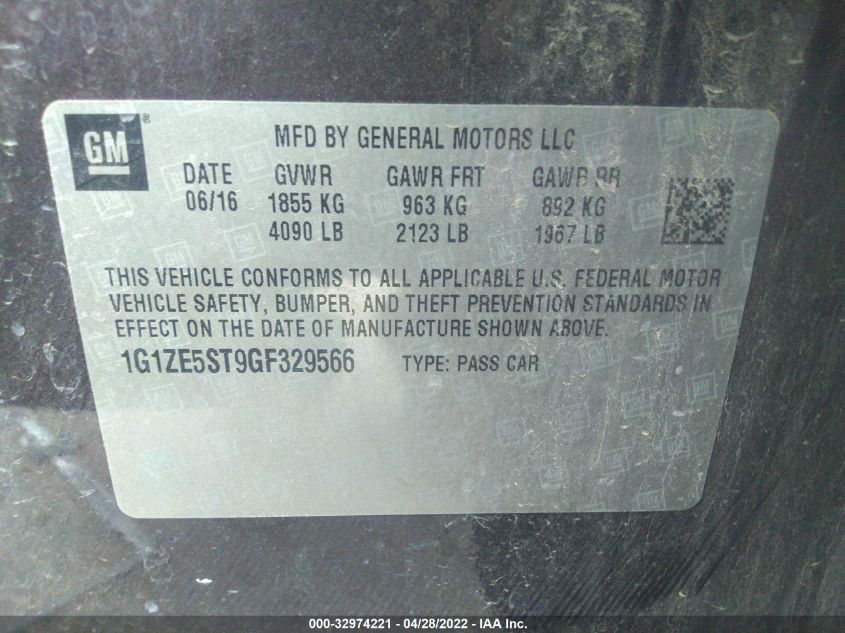 GM ®
MFD BY GENERAL MOTORS LLC
DATE GVWR GAWR FRT GAWR RR
06/16 1855 KG 963 KG 892 KG
4090 LB 2123 LB 1967 LB
THIS VEHICLE CONFORMS TO ALL APPLICABLE U.S. FEDERAL MOTOR
VEHICLE SAFETY, BUMPER, AND THEFT PREVENTION STANDARDS IN
EFFECT ON THE DATE OF MANUFACTURE SHOWN ABOVE.
1G1ZE5ST9GF329566 TYPE: PASS CAR
000-32974221 - 04/28/2022 - IAA Inc.